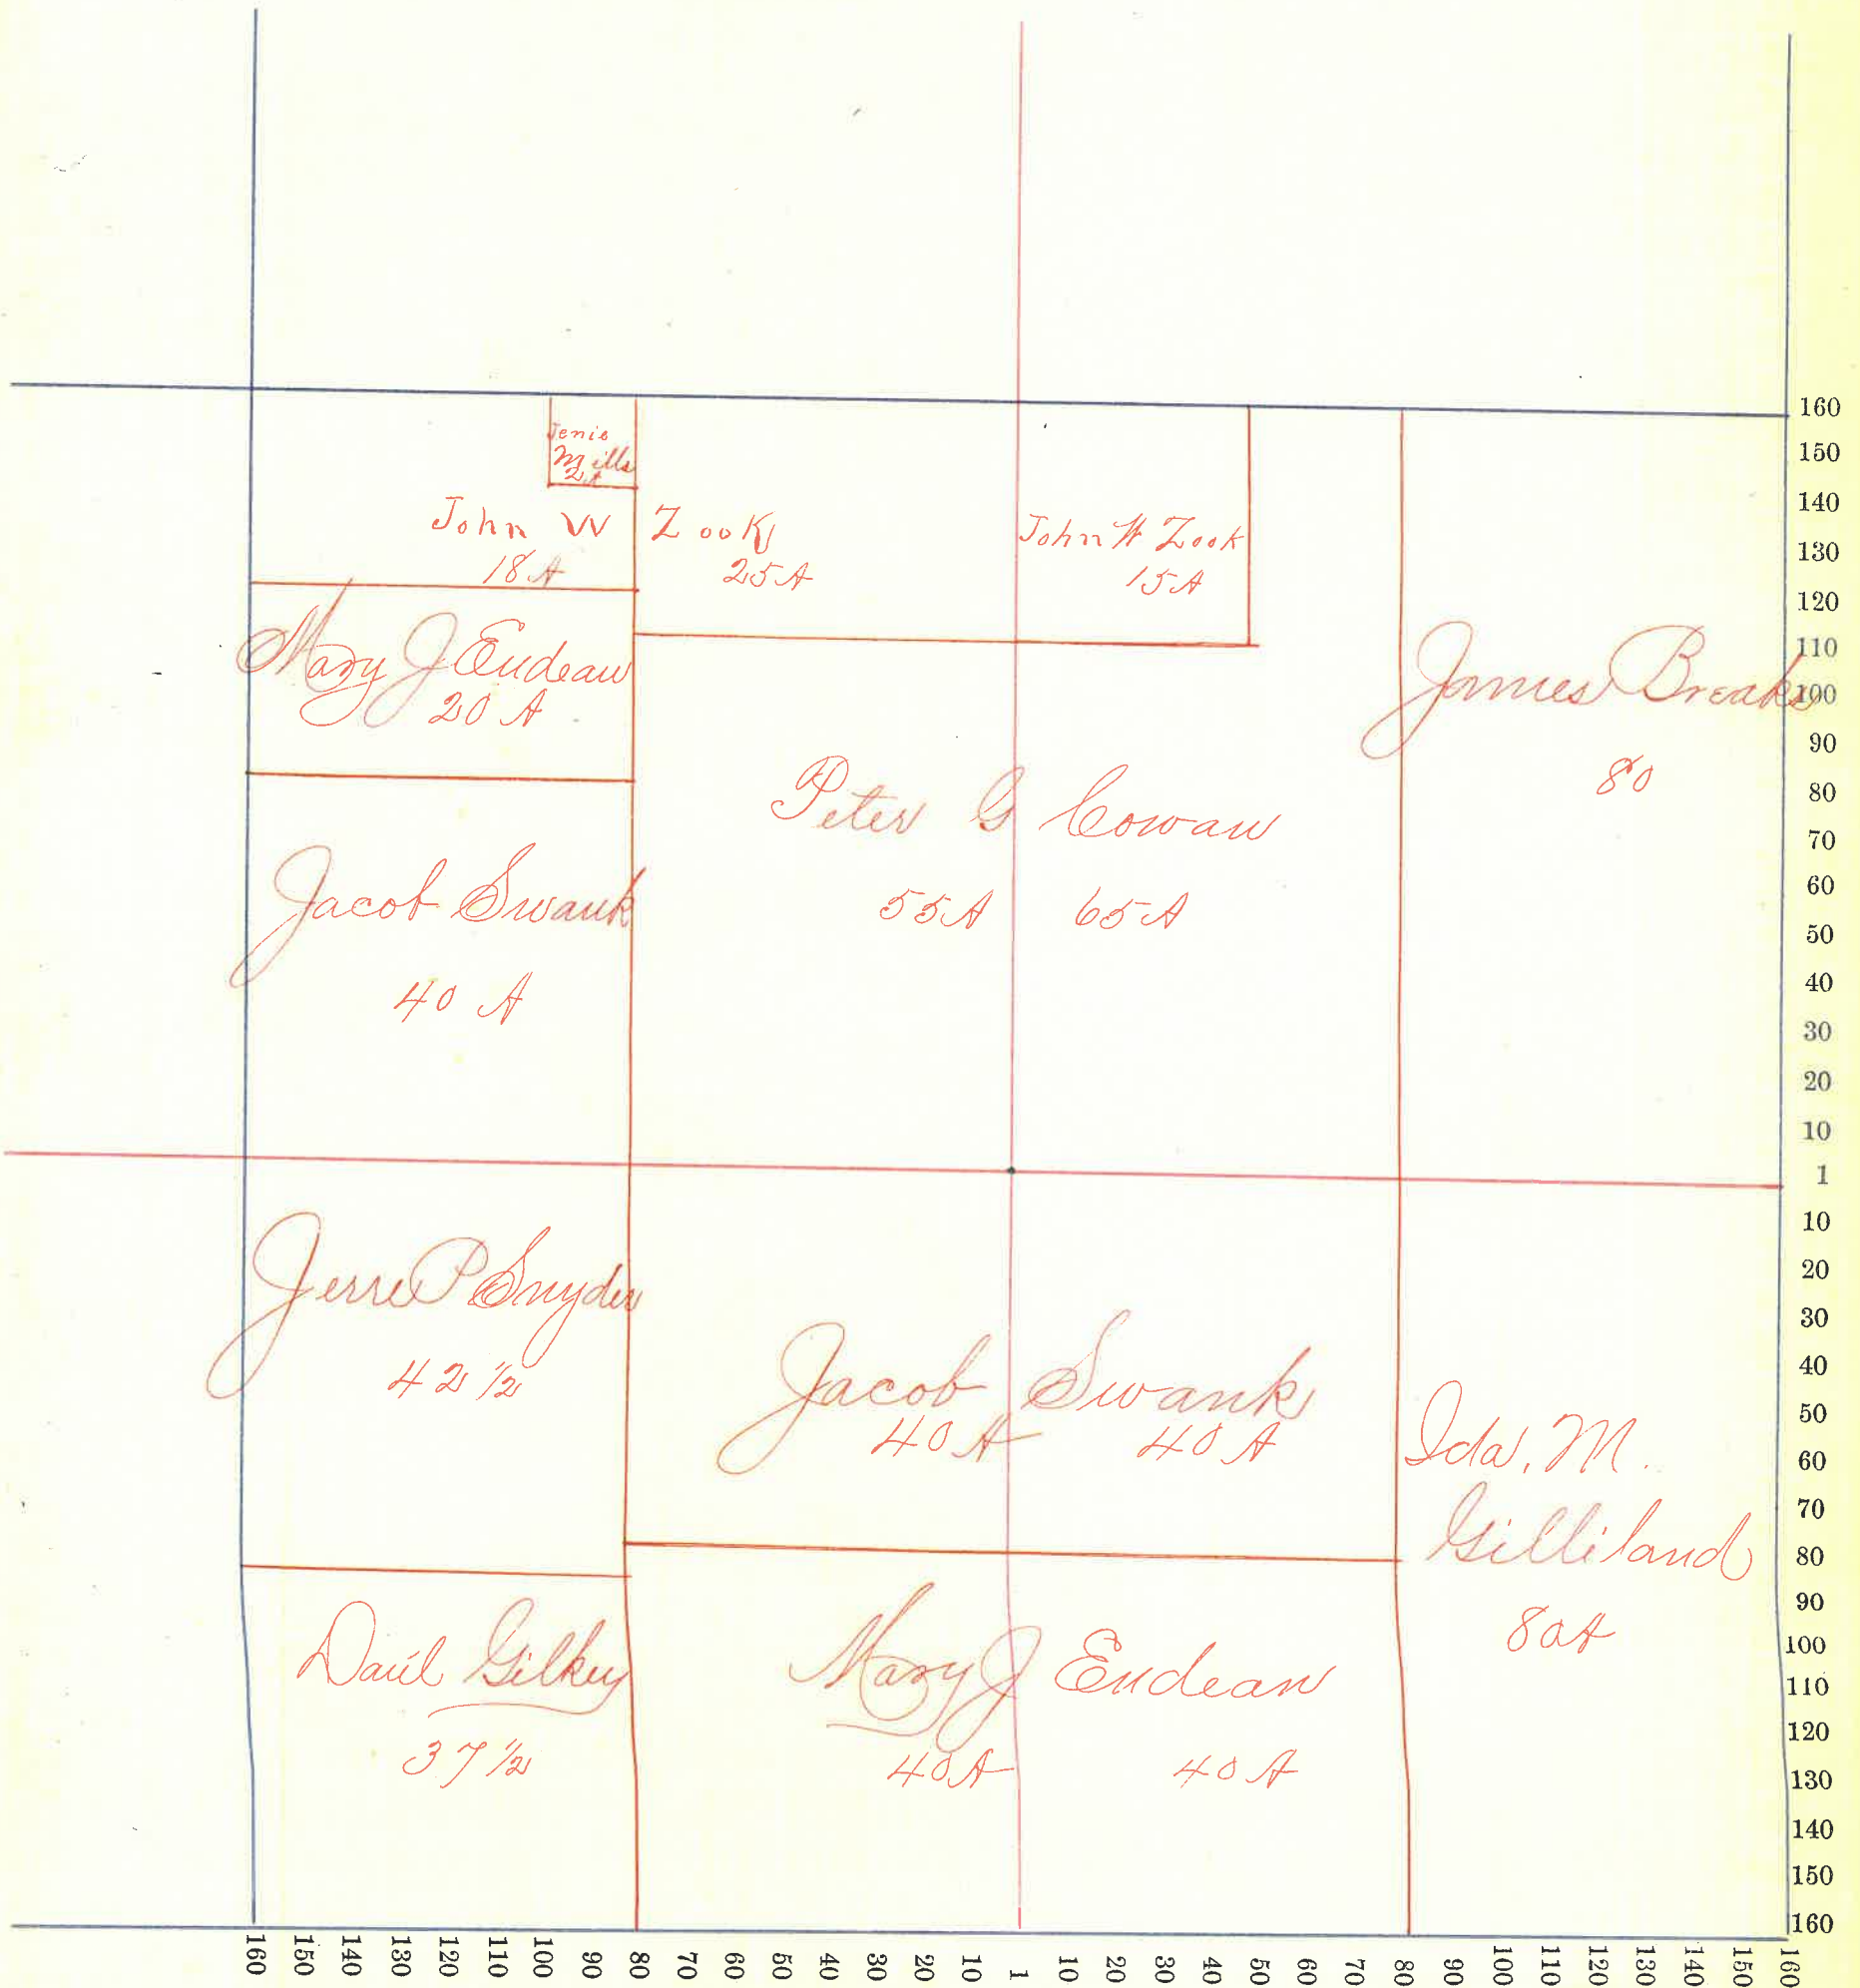 Jenie
Mills
2A
John W Zook
18 A
25 A
John W Zook
15 A
Mary J Eudeau
20 A
James Breaks
80
Peter G Cowan
55 A 65 A
Jacob Swank
40 A
Jerre P Snyder
42 1/2
Jacob Swank
40 A 40 A
Ida. M.
Gilliland
80 A
Danl Gilkey
37 1/2
Mary J Endean
40 A 40 A
160
150
140
130
120
110
100
90
80
70
60
50
40
30
20
10
1
10
20
30
40
50
60
70
80
90
100
110
120
130
140
150
160
160 150 140 130 120 110 100 90 80 70 60 50 40 30 20 10 1 10 20 30 40 50 60 70 80 90 100 110 120 130 140 150 160